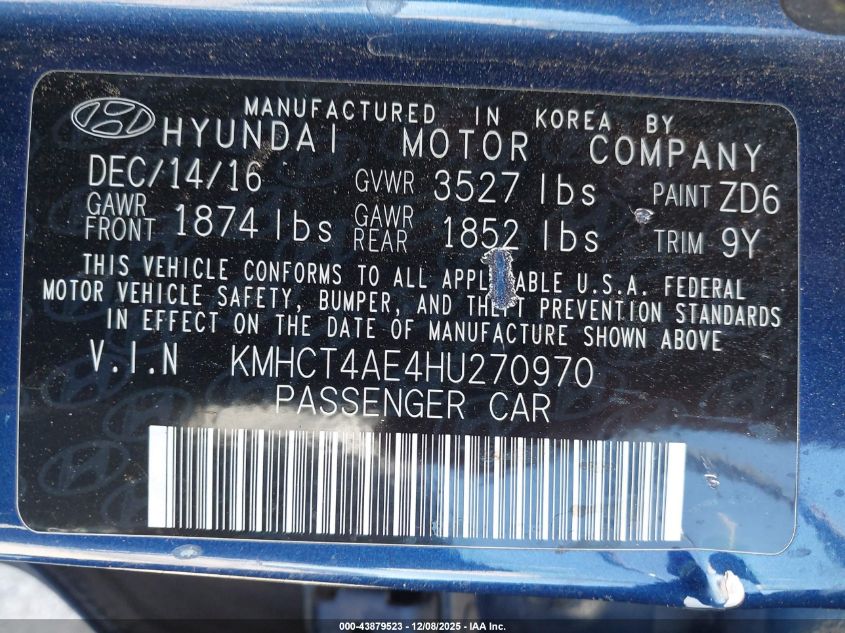 MANUFACTURED IN KOREA BY
HYUNDAI MOTOR COMPANY
DEC/14/16 GVWR 3527 lbs PAINT ZD6
GAWR FRONT 1874 lbs GAWR REAR 1852 lbs TRIM 9Y
THIS VEHICLE CONFORMS TO ALL APPLICABLE U.S.A. FEDERAL
MOTOR VEHICLE SAFETY, BUMPER, AND THEFT PREVENTION STANDARDS
IN EFFECT ON THE DATE OF MANUFACTURE SHOWN ABOVE
V.I.N KMHCT4AE4HU270970
PASSENGER CAR
000-43879523 - 12/08/2025 - IAA Inc.